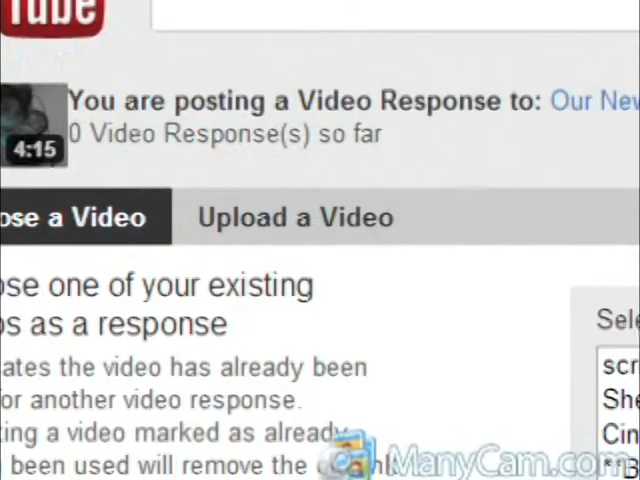 Tube
You are posting a Video Response to: Our New
4:15
0 Video Response(s) so far
ose a Video
Upload a Video
ose one of your existing
os as a response
Sele
ates the video has already been
or another video response.
ing a video marked as already
been used will remove the
scr
She
Cin
**B
ManyCam.com